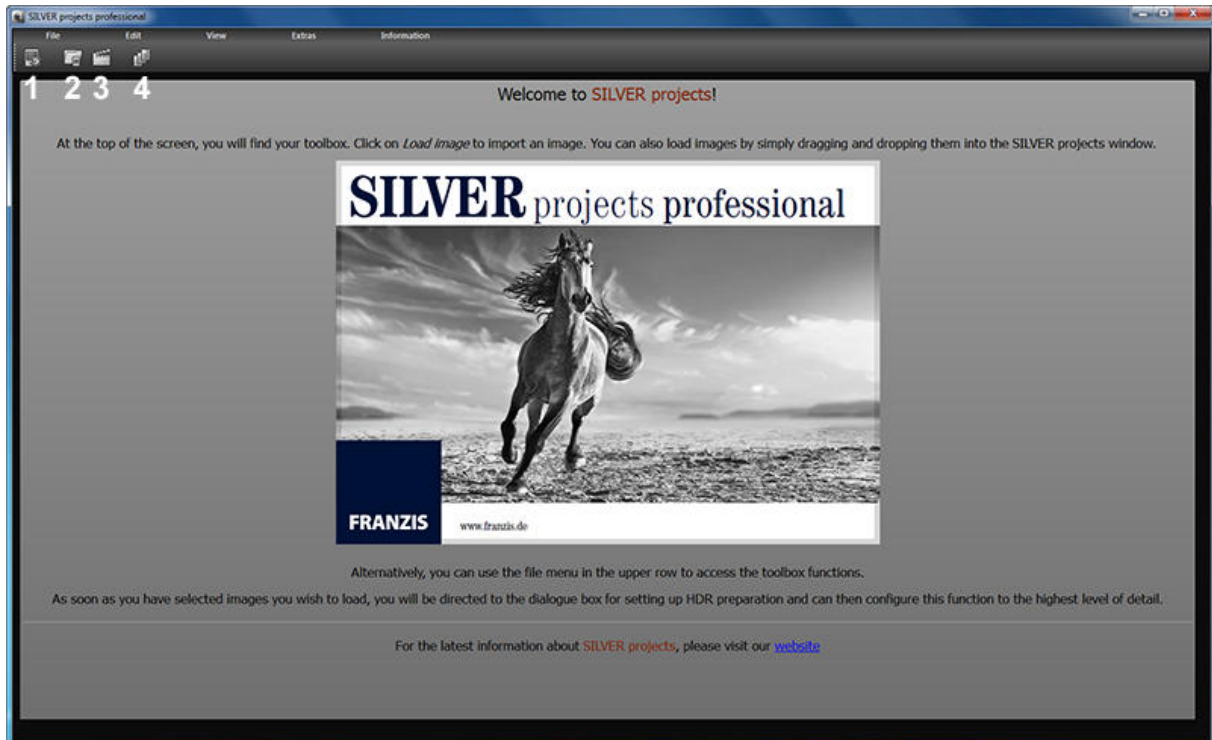 SILVER projects professional
File Edit View Extras Information
1 2 3 4
Welcome to SILVER projects!
At the top of the screen, you will find your toolbox. Click on Load image to import an image. You can also load images by simply dragging and dropping them into the SILVER projects window.
SILVER projects professional
FRANZIS
www.franzis.de
Alternatively, you can use the file menu in the upper row to access the toolbox functions.
As soon as you have selected images you wish to load, you will be directed to the dialogue box for setting up HDR preparation and can then configure this function to the highest level of detail.
For the latest information about SILVER projects, please visit our website